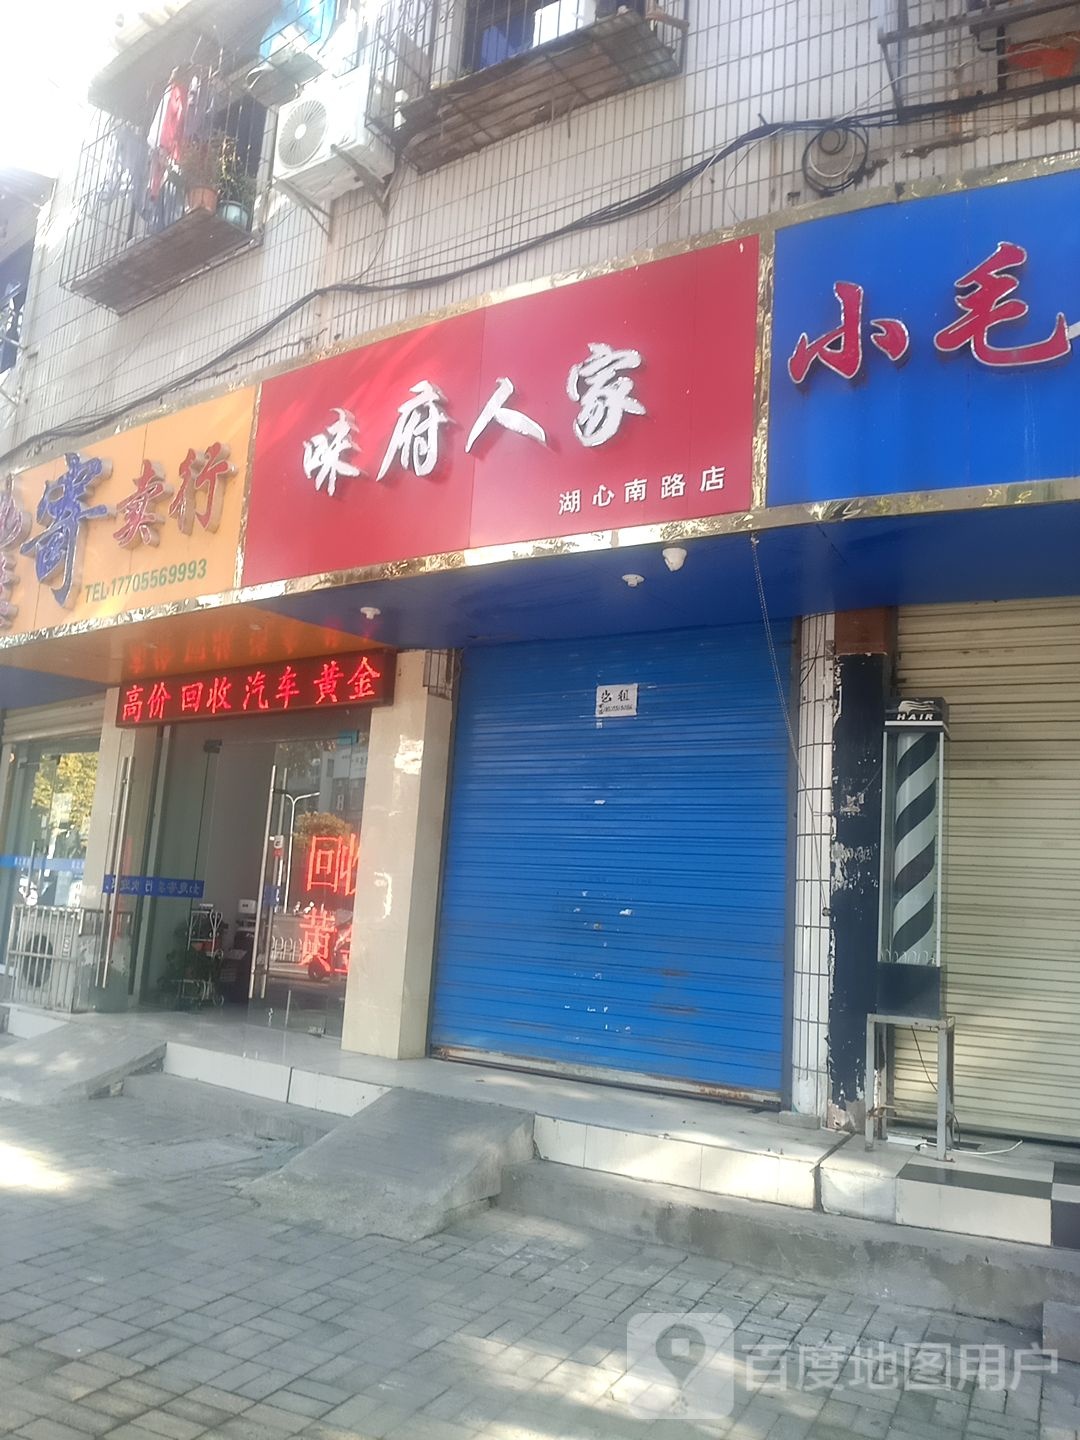 寄卖行
TEL.17705569993
味府人家
湖心南路店
小毛
高价回收汽车黄金
出租
HAIR
回收
黄金
百度地图用户